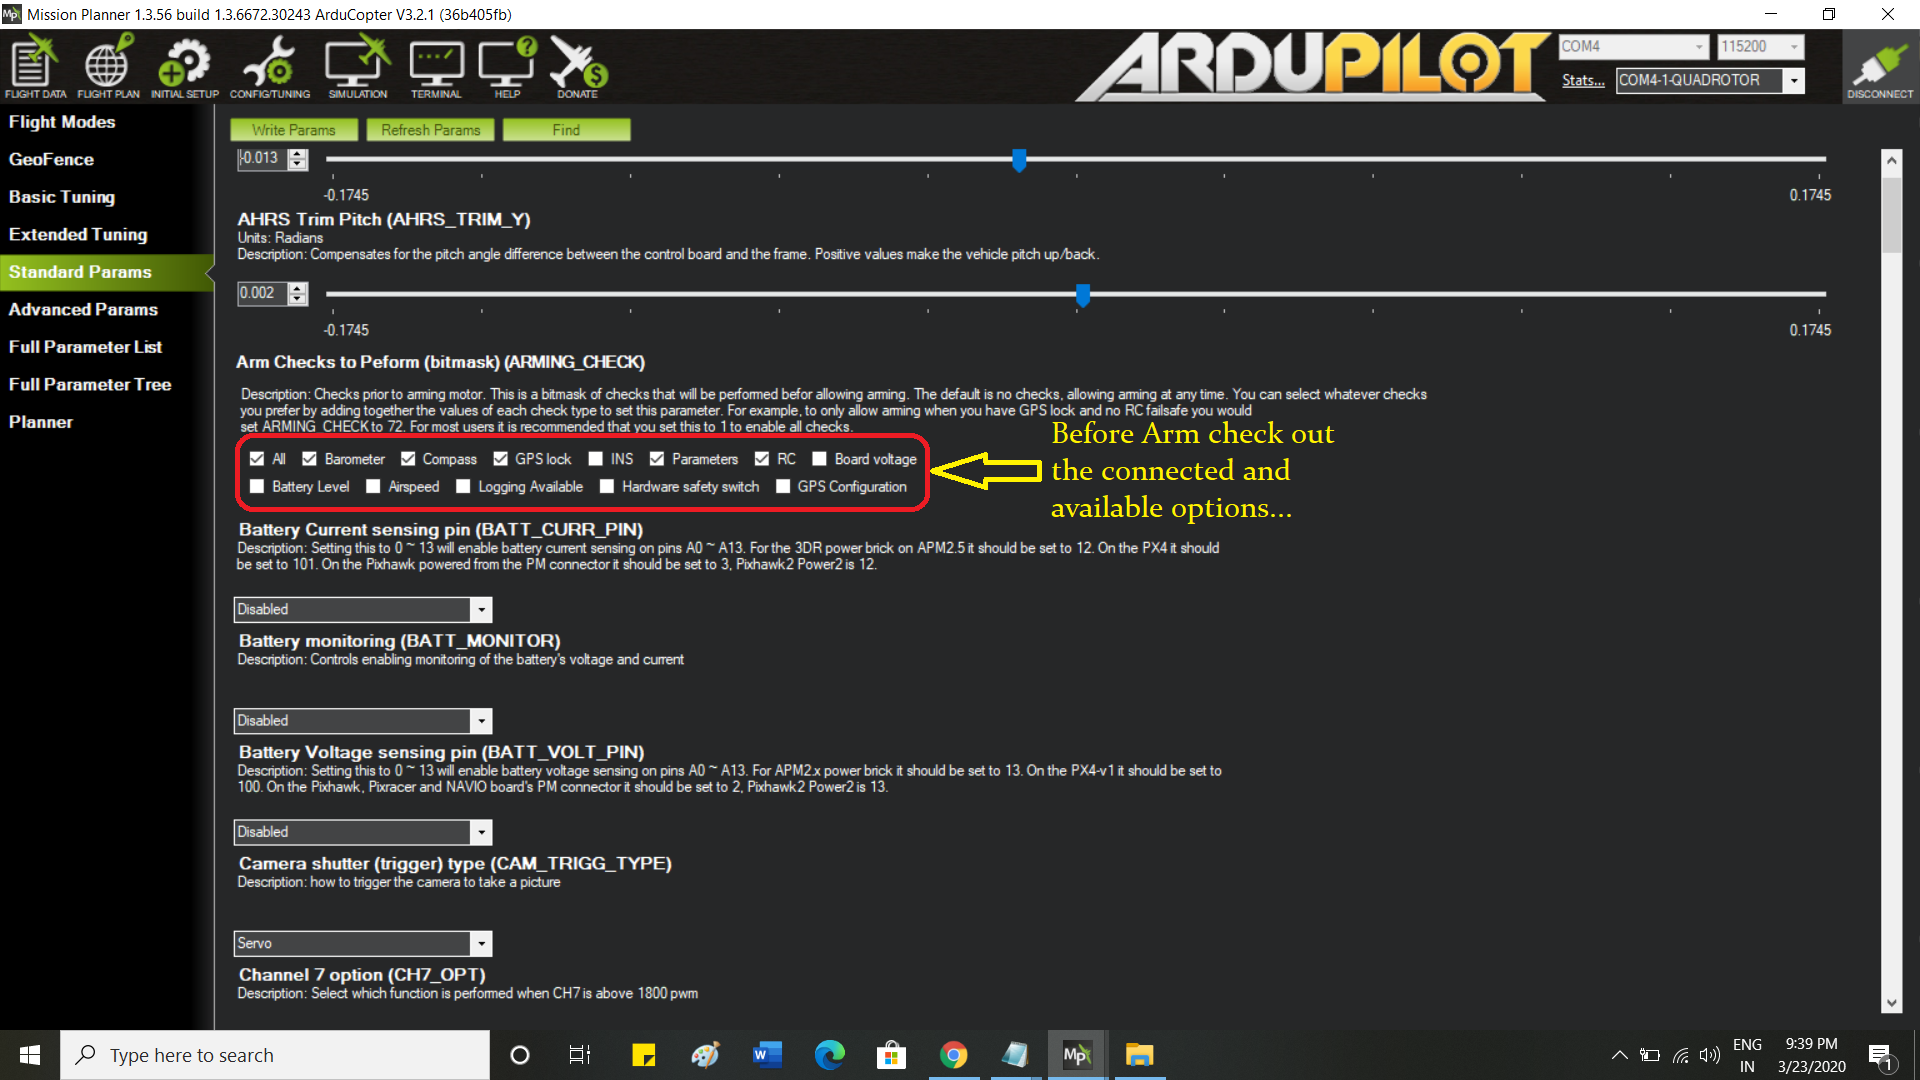 Mission Planner 1.3.56 build 1.3.6672.30243 ArduCopter V3.2.1 (36b405fb)
FLIGHT DATA FLIGHT PLAN INITIAL SETUP CONFIG/TUNING SIMULATION TERMINAL HELP DONATE
ARDUPILOT
COM4 115200
Stats... COM4-1-QUADROTOR
DISCONNECT
Flight Modes
GeoFence
Basic Tuning
Extended Tuning
Standard Params
Advanced Params
Full Parameter List
Full Parameter Tree
Planner
Write Params Refresh Params Find
-0.013
-0.1745 0.1745
AHRS Trim Pitch (AHRS_TRIM_Y)
Units: Radians
Description: Compensates for the pitch angle difference between the control board and the frame. Positive values make the vehicle pitch up/back.
0.002
-0.1745 0.1745
Arm Checks to Peform (bitmask) (ARMING_CHECK)
Description: Checks prior to arming motor. This is a bitmask of checks that will be performed befor allowing arming. The default is no checks, allowing arming at any time. You can select whatever checks
you prefer by adding together the values of each check type to set this parameter. For example, to only allow arming when you have GPS lock and no RC failsafe you would
set ARMING_CHECK to 72. For most users it is recommended that you set this to 1 to enable all checks.
All Barometer Compass GPS lock INS Parameters RC Board voltage
Battery Level Airspeed Logging Available Hardware safety switch GPS Configuration
Before Arm check out
the connected and
available options...
Battery Current sensing pin (BATT_CURR_PIN)
Description: Setting this to 0 ~ 13 will enable battery current sensing on pins A0 ~ A13. For the 3DR power brick on APM2.5 it should be set to 12. On the PX4 it should
be set to 101. On the Pixhawk powered from the PM connector it should be set to 3, Pixhawk2 Power2 is 12.
Disabled
Battery monitoring (BATT_MONITOR)
Description: Controls enabling monitoring of the battery's voltage and current
Disabled
Battery Voltage sensing pin (BATT_VOLT_PIN)
Description: Setting this to 0 ~ 13 will enable battery voltage sensing on pins A0 ~ A13. For APM2.x power brick it should be set to 13. On the PX4-v1 it should be set to
100. On the Pixhawk, Pixracer and NAVIO board's PM connector it should be set to 2, Pixhawk2 Power2 is 13.
Disabled
Camera shutter (trigger) type (CAM_TRIGG_TYPE)
Description: how to trigger the camera to take a picture
Servo
Channel 7 option (CH7_OPT)
Description: Select which function is performed when CH7 is above 1800 pwm
Type here to search
ENG
IN
9:39 PM
3/23/2020
1